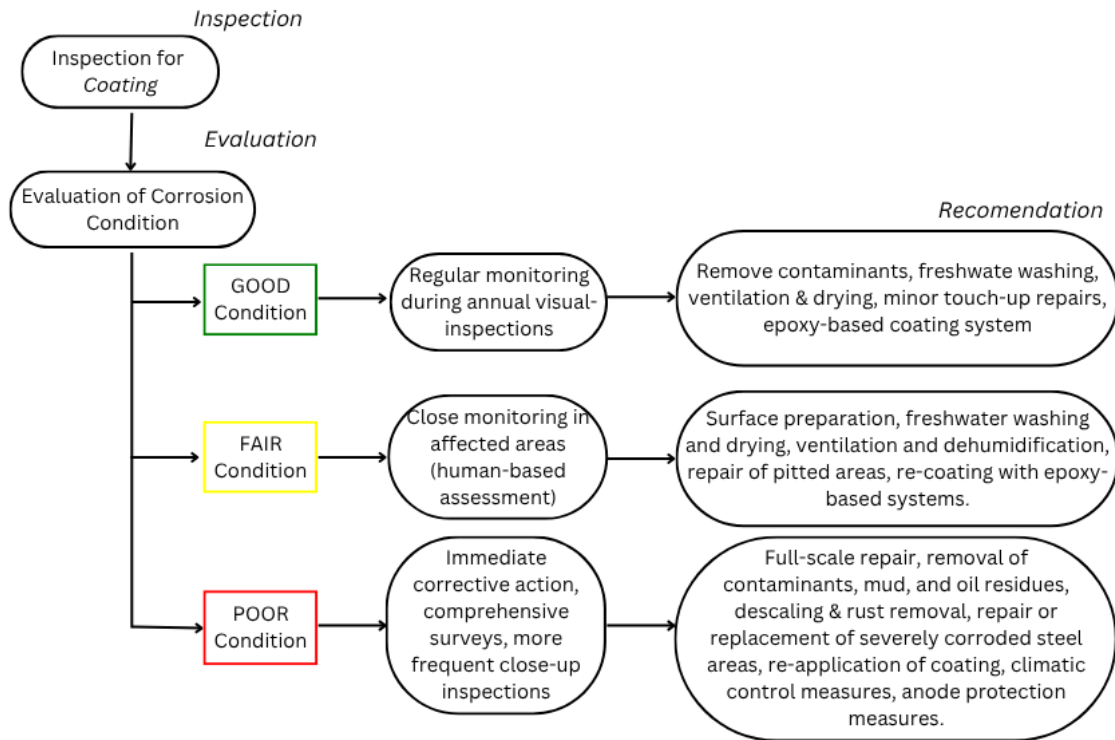 Inspection
Inspection for
Coating
Evaluation
Evaluation of Corrosion
Condition
Recomendation
GOOD
Condition
Regular monitoring
during annual visual-
inspections
Remove contaminants, freshwate washing,
ventilation & drying, minor touch-up repairs,
epoxy-based coating system
FAIR
Condition
Close monitoring in
affected areas
(human-based
assessment)
Surface preparation, freshwater washing
and drying, ventilation and dehumidification,
repair of pitted areas, re-coating with epoxy-
based systems.
POOR
Condition
Immediate
corrective action,
comprehensive
surveys, more
frequent close-up
inspections
Full-scale repair, removal of
contaminants, mud, and oil residues,
descaling & rust removal, repair or
replacement of severely corroded steel
areas, re-application of coating, climatic
control measures, anode protection
measures.